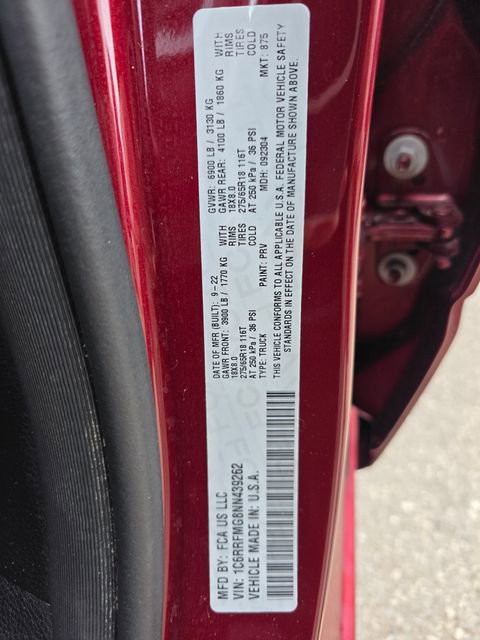 MFD BY: FCA US LLC
DATE OF MFR (BUILT): 9-22 GVWR: 6900 LB / 3130 KG
GAWR FRONT: 3900 LB / 1770 KG WITH GAWR REAR: 4100 LB / 1860 KG WITH
18X8.0 RIMS 18X8.0 RIMS
275/65R18 116T TIRES 275/65R18 116T TIRES
AT 250 kPa / 36 PSI COLD AT 250 kPa / 36 PSI COLD
VIN: 1C6RRFMG8NN439262 TYPE: TRUCK PAINT: PRV MDH: 092304 MKT: 875
VEHICLE MADE IN: U.S.A. THIS VEHICLE CONFORMS TO ALL APPLICABLE U.S.A. FEDERAL MOTOR VEHICLE SAFETY
STANDARDS IN EFFECT ON THE DATE OF MANUFACTURE SHOWN ABOVE.